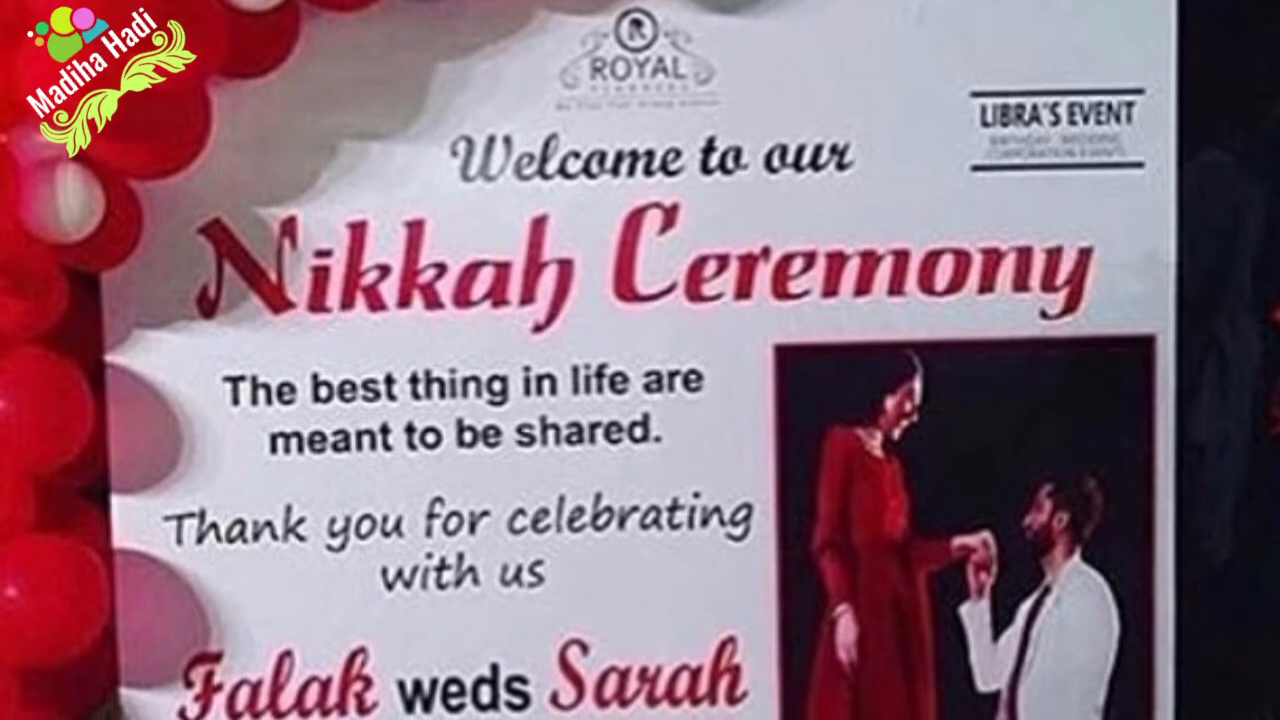 Madiha Hadi
R
ROYAL
PLANNERS
LIBRA'S EVENT
Welcome to our
Nikkah Ceremony
The best thing in life are
meant to be shared.
Thank you for celebrating
with us
Falak weds Sarah